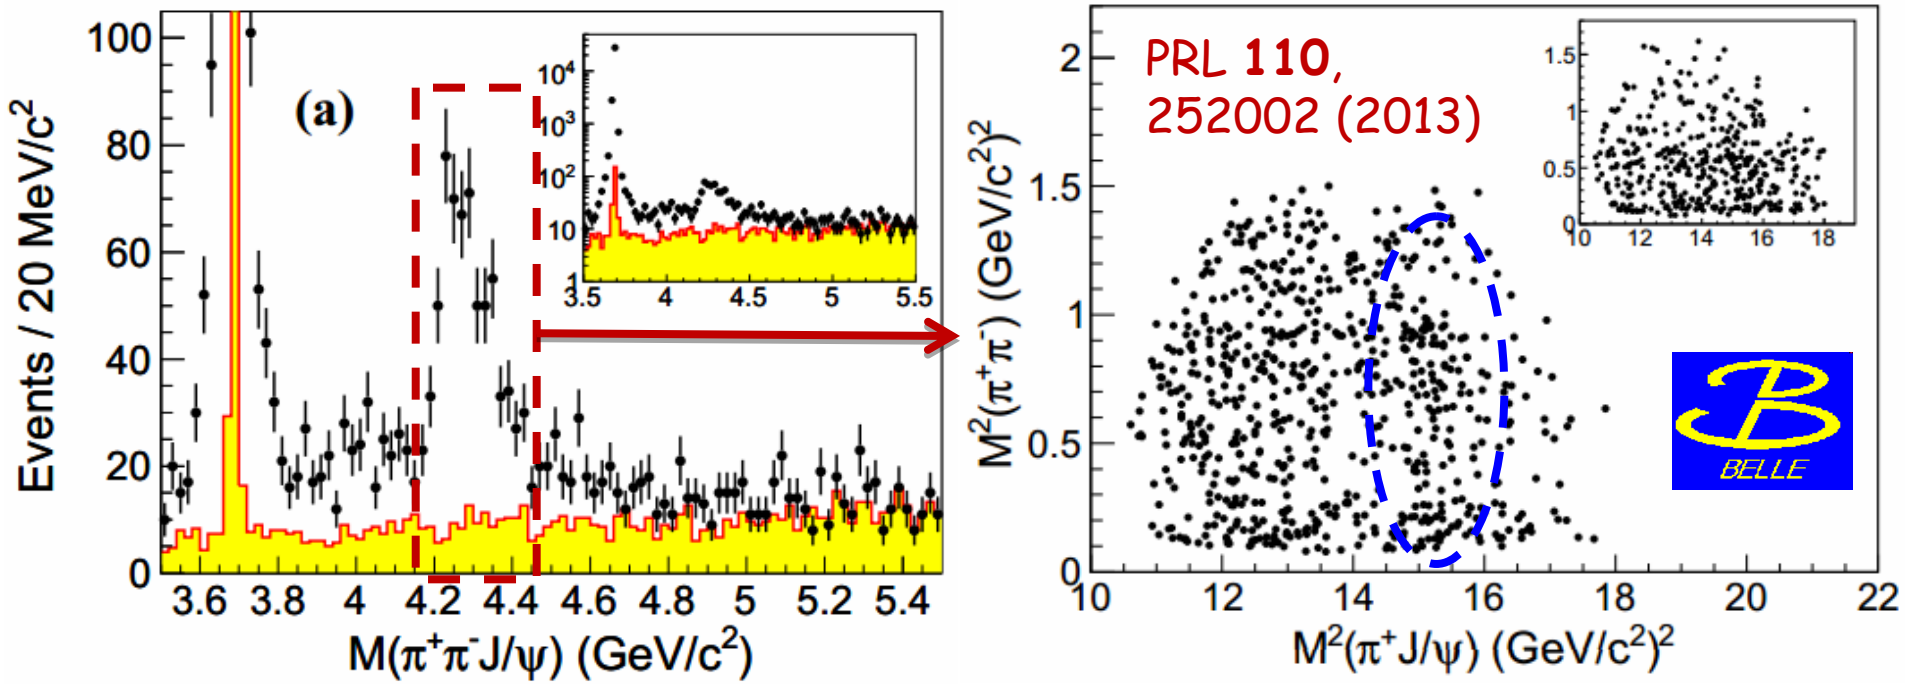 Events / 20 MeV/c²
100
80
60
40
20
0
(a)
10⁴
10³
10²
10
1
3.5 4 4.5 5 5.5
3.6 3.8 4 4.2 4.4 4.6 4.8 5 5.2 5.4
M(π⁺π⁻J/ψ) (GeV/c²)
M²(π⁺π⁻) (GeV/c²)²
2
1.5
1
0.5
0
PRL 110,
252002 (2013)
1.5
1
0.5
0
10 12 14 16 18
BELLE
10 12 14 16 18 20 22
M²(π⁺J/ψ) (GeV/c²)²